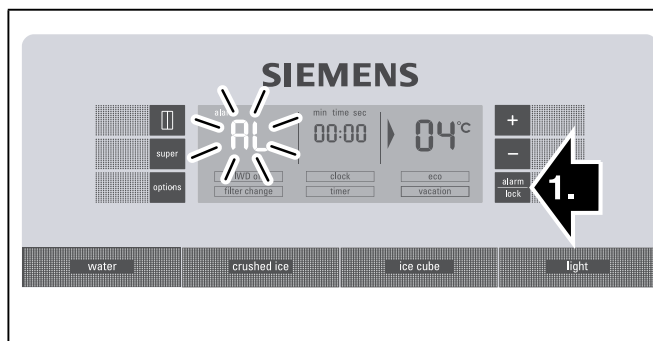 SIEMENS
alarm
AL
min time sec
00:00
04°C
super
options
+
−
alarm
lock
1.
clock
eco
filter change
timer
vacation
water
crushed ice
ice cube
light